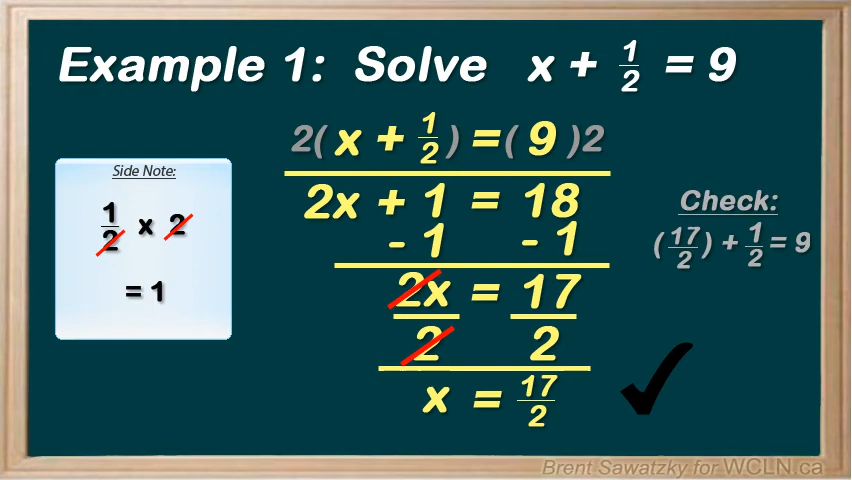 Example 1: Solve x + 1/2 = 9
2( x + 1/2 ) = ( 9 )2
2x + 1 = 18
- 1 - 1
2x = 17
2 2
x = 17/2
Side Note:
1/2 x 2
= 1
Check:
(17/2) + 1/2 = 9
Brent Sawatzky for WCLN.ca